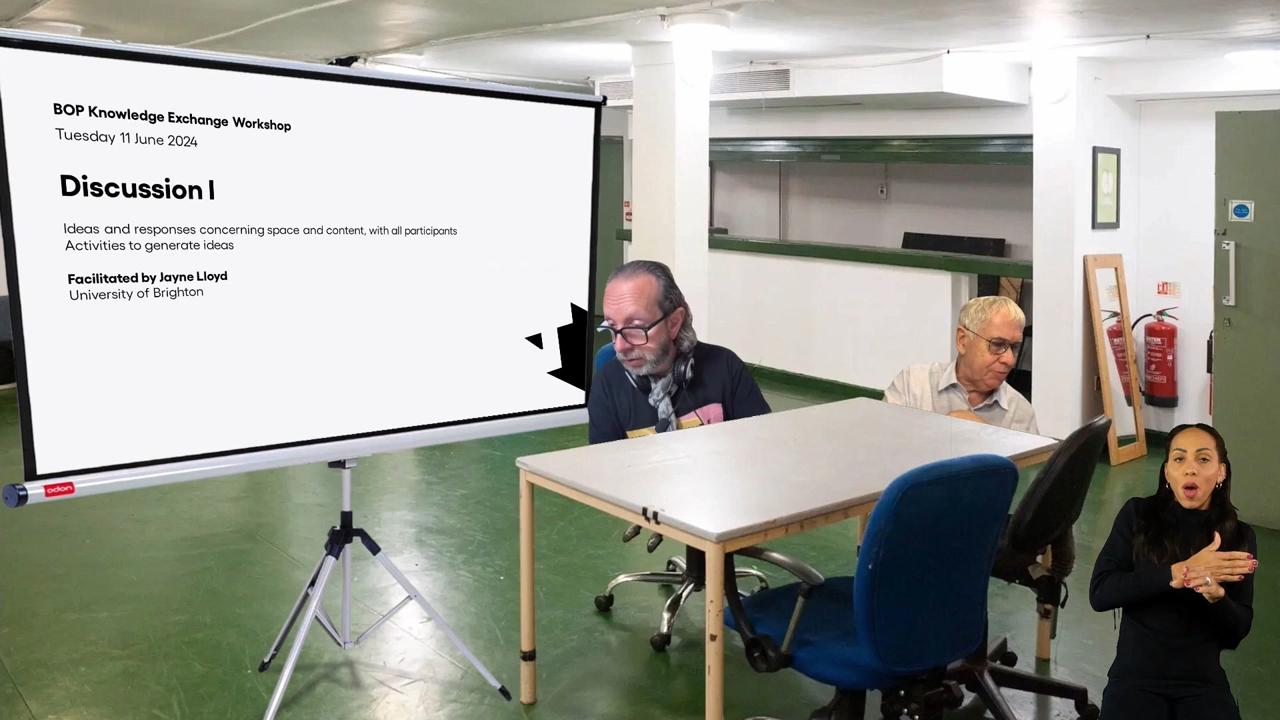 BOP Knowledge Exchange Workshop
Tuesday 11 June 2024
Discussion I
Ideas and responses concerning space and content, with all participants
Activities to generate ideas
Facilitated by Jayne Lloyd
University of Brighton
odon